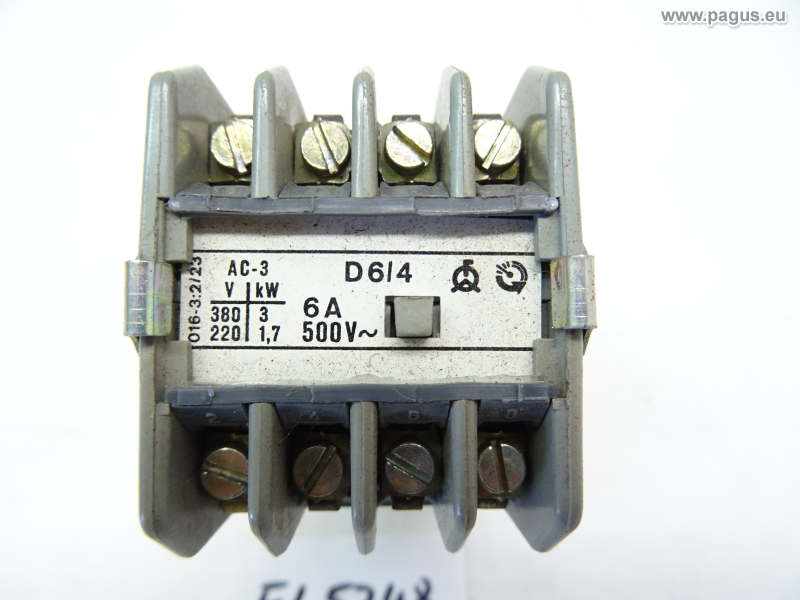 www.pagus.eu
016-3:2/23
AC-3
V kW
380 3
220 1,7
D6/4
6A
500V~
2 4 6 8